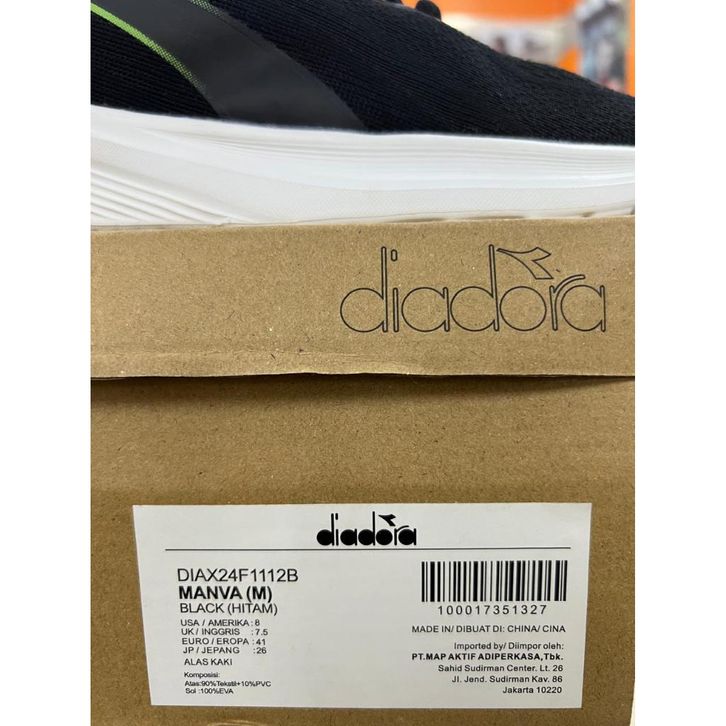 diadora
diadora
DIAX24F1112B
MANVA (M)
BLACK (HITAM)
USA / AMERIKA : 8
UK / INGGRIS : 7.5
EURO / EROPA : 41
JP / JEPANG : 26
ALAS KAKI
Komposisi:
Atas:90%Tekstil+10%PVC
Sol :100%EVA
100017351327
MADE IN/ DIBUAT DI: CHINA/ CINA
Imported by/ Diimpor oleh:
PT.MAP AKTIF ADIPERKASA,Tbk.
Sahid Sudirman Center. Lt. 26
Jl. Jend. Sudirman Kav. 86
Jakarta 10220